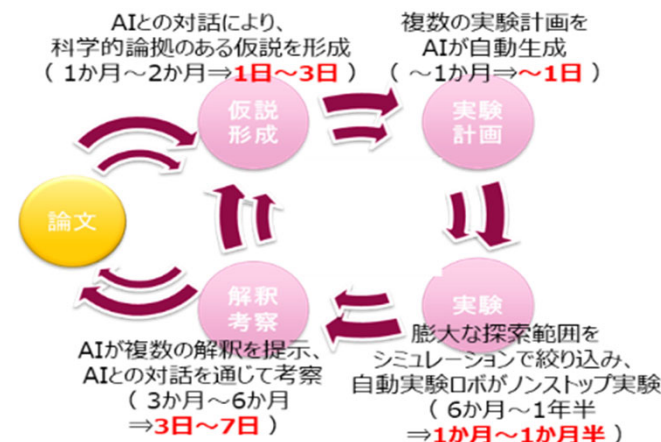 AIとの対話により、
科学的論拠のある仮説を形成
( 1か月～2か月⇒1日～3日 )
複数の実験計画を
AIが自動生成
( ～1か月⇒～1日 )
仮説
形成
実験
計画
論文
解釈
考察
実験
AIが複数の解釈を提示、
AIとの対話を通じて考察
( 3か月～6か月
⇒3日～7日 )
膨大な探索範囲を
シミュレーションで絞り込み、
自動実験ロボがノンストップ実験
( 6か月～1年半
⇒1か月～1か月半 )